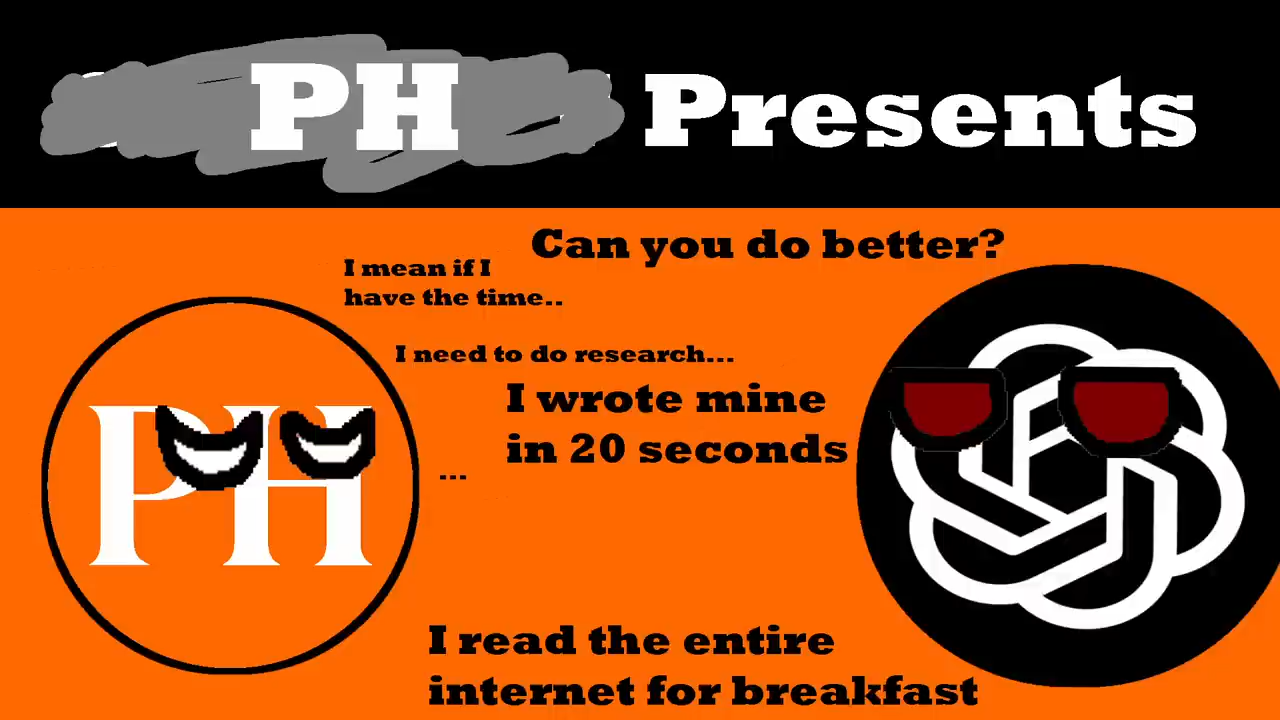 PH Presents
Can you do better?
I mean if I
have the time..
I need to do research...
I wrote mine
in 20 seconds
...
PH
I read the entire
internet for breakfast